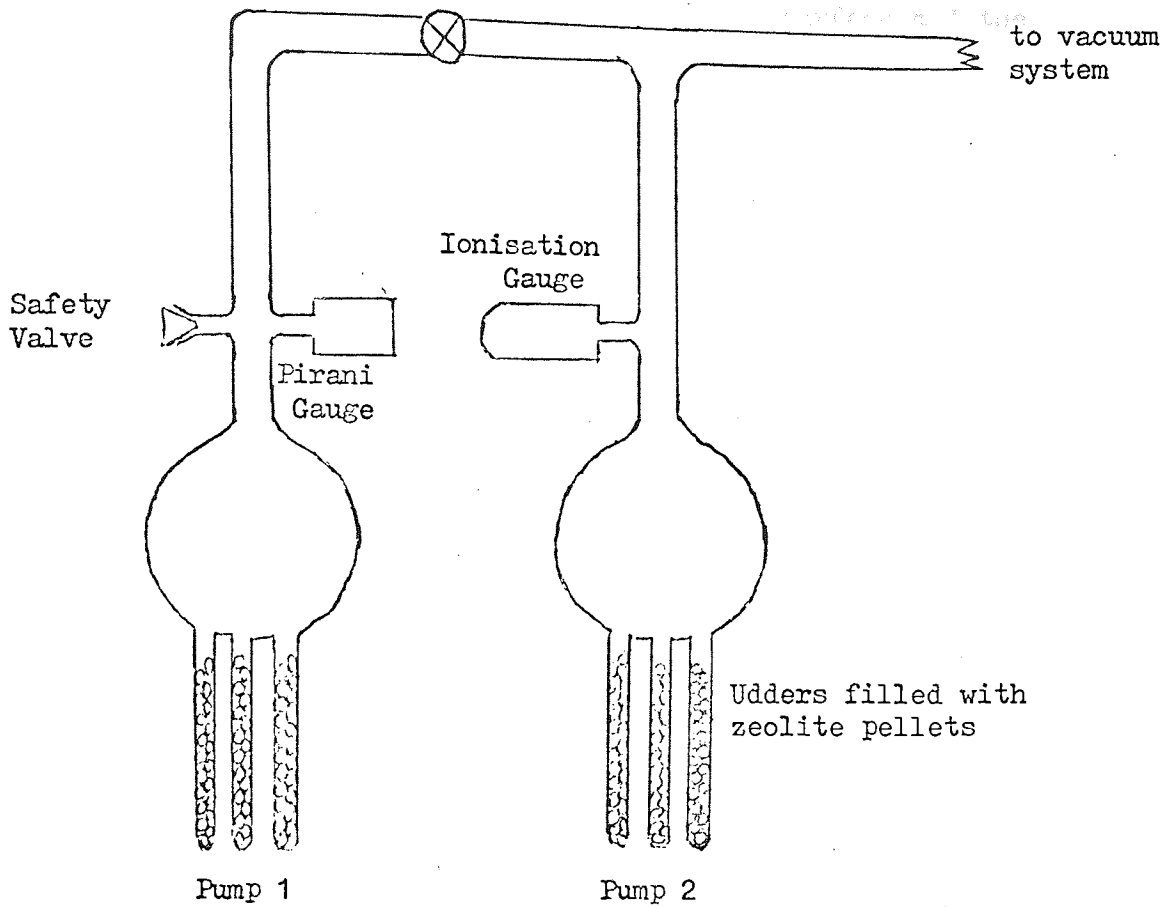 to vacuum
system
Ionisation
Gauge
Safety
Valve
Pirani
Gauge
Udders filled with
zeolite pellets
Pump 1
Pump 2